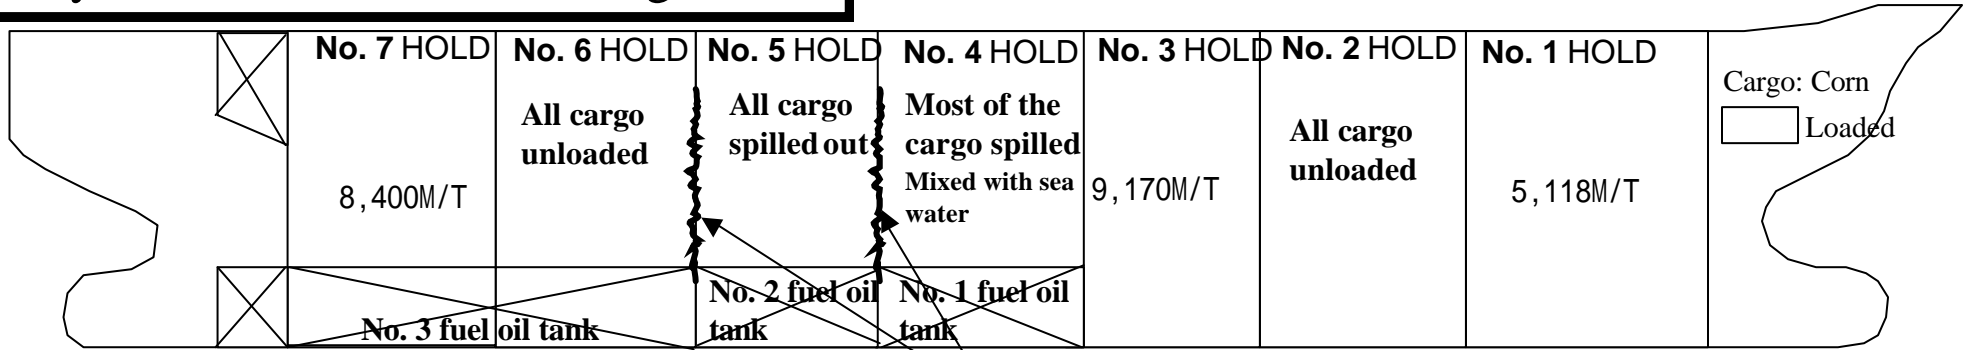 No. 7 HOLD
8,400M/T
No. 6 HOLD
All cargo
unloaded
No. 5 HOLD
All cargo
spilled out
No. 4 HOLD
Most of the
cargo spilled
Mixed with sea
water
No. 3 HOLD
9,170M/T
No. 2 HOLD
All cargo
unloaded
No. 1 HOLD
5,118M/T
Cargo: Corn
Loaded
No. 3 fuel oil tank
No. 2 fuel oil
tank
No. 1 fuel oil
tank